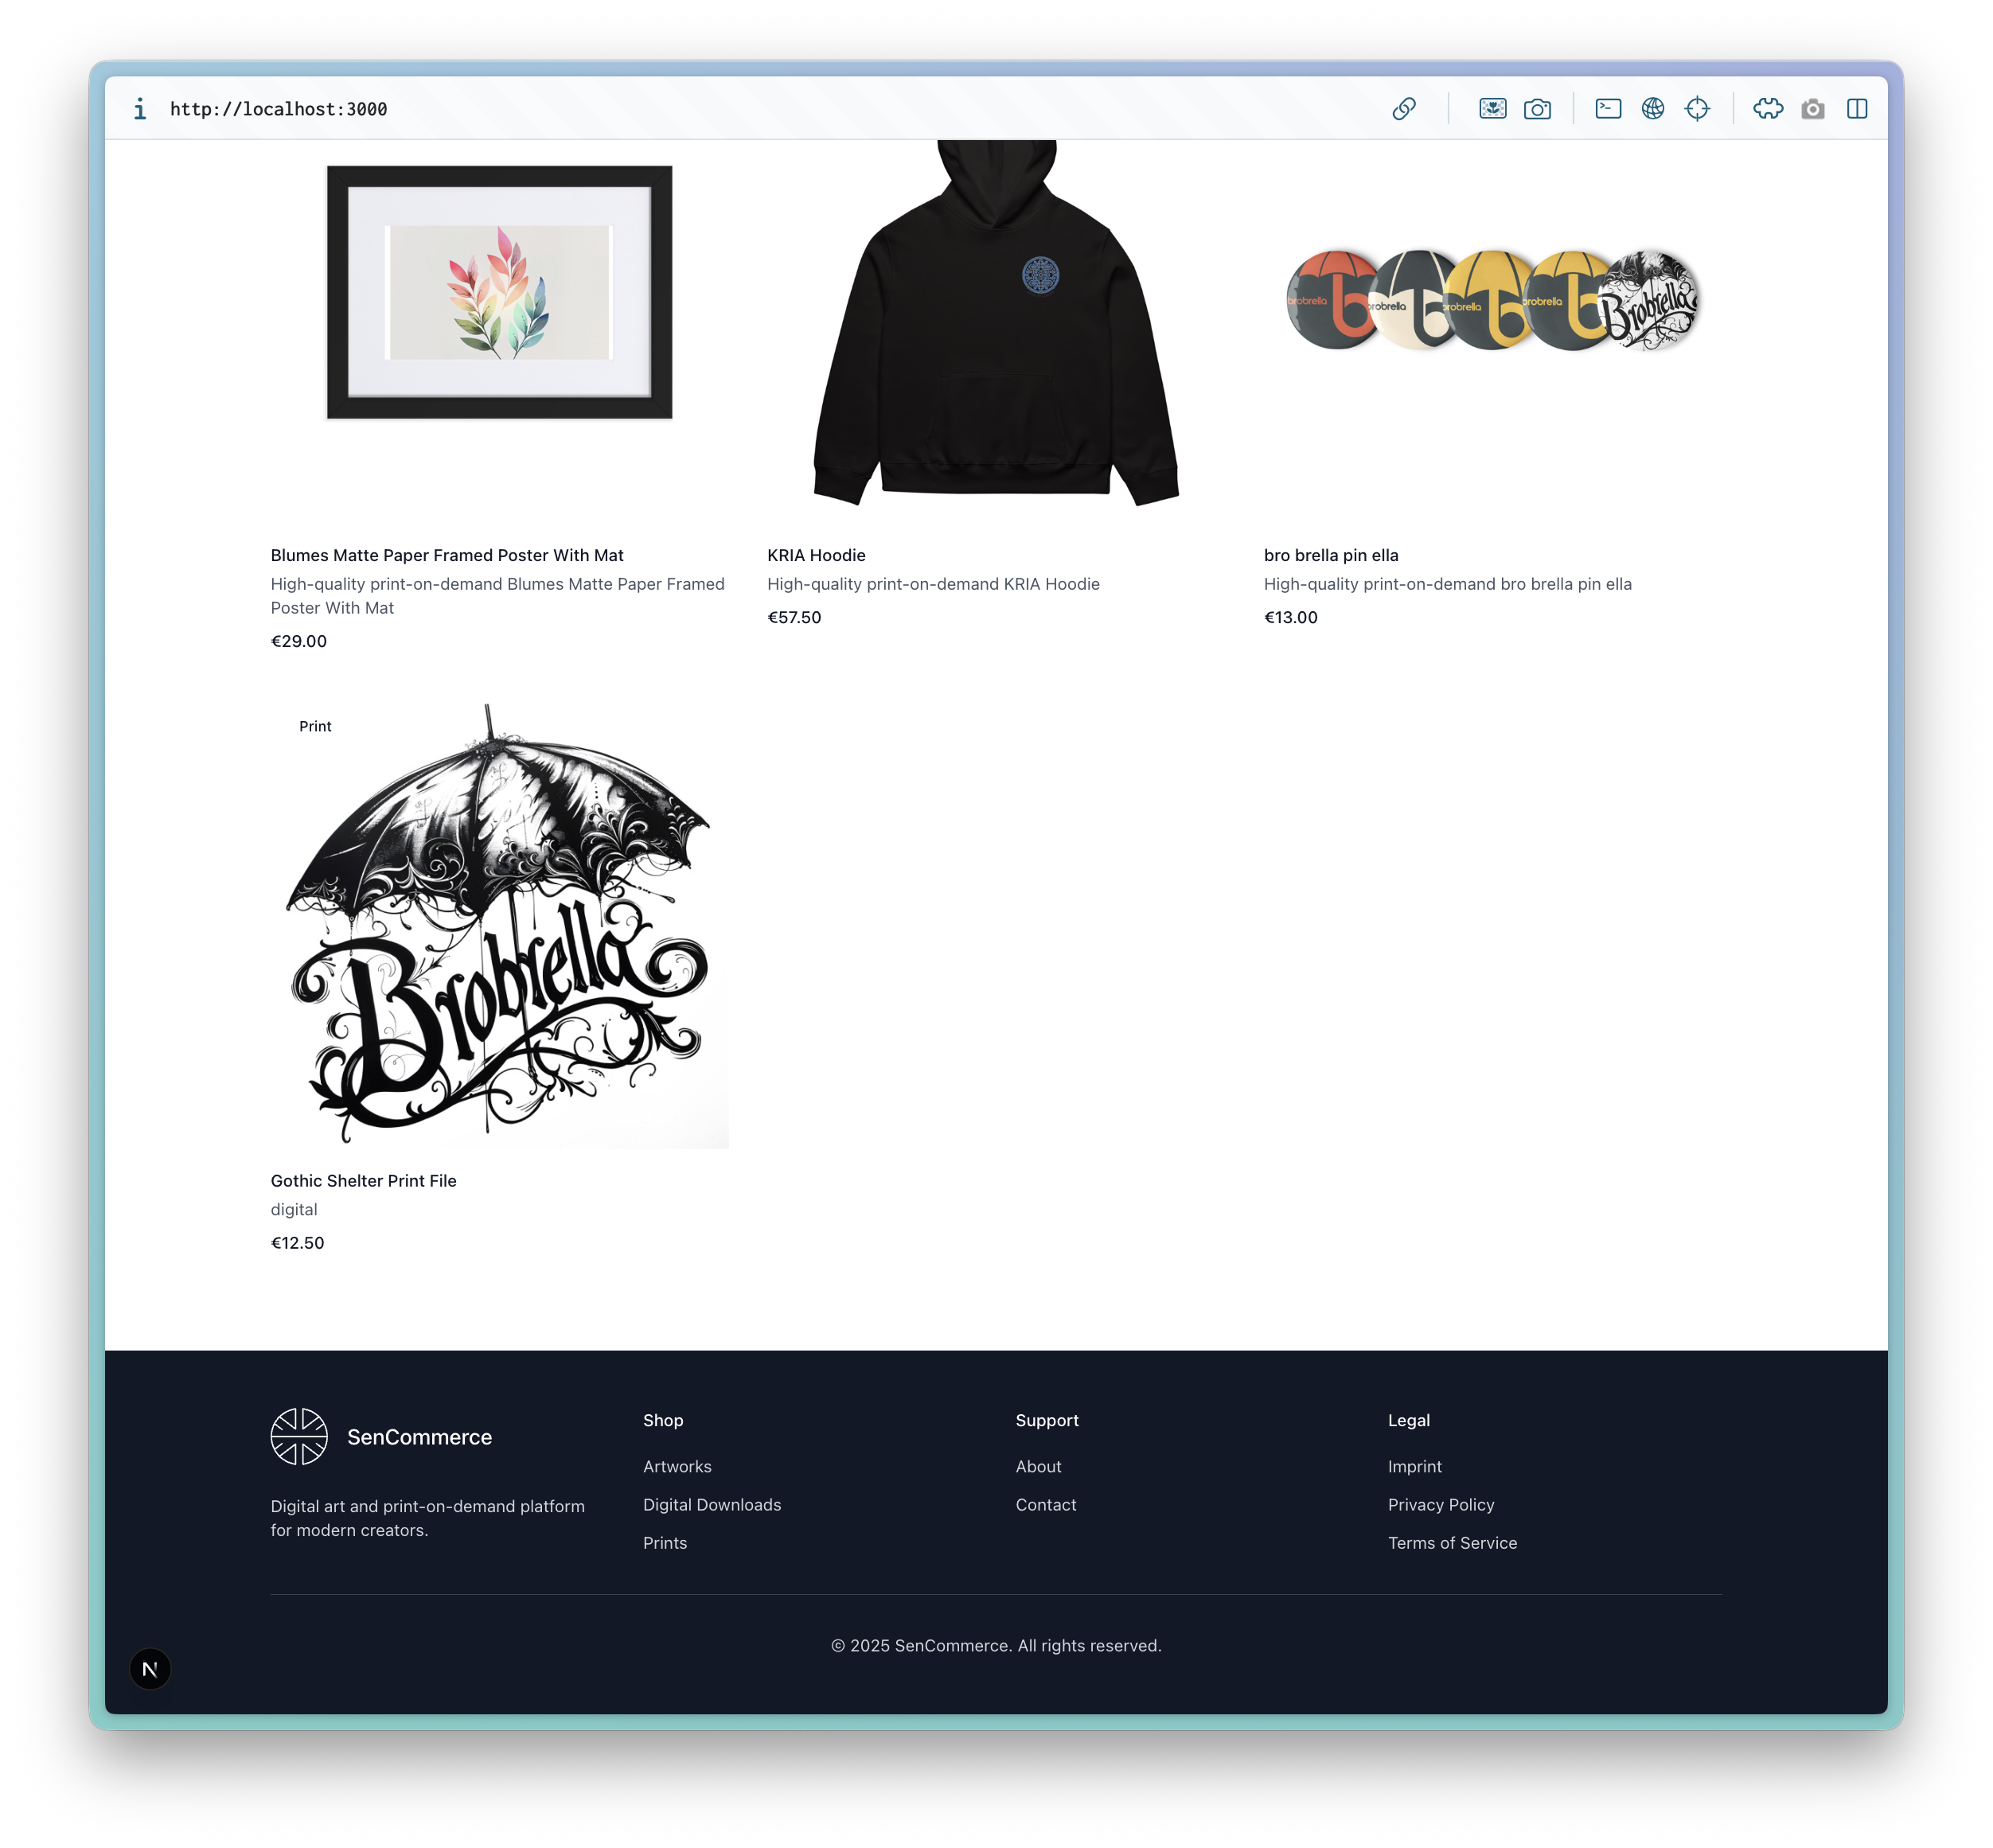 http://localhost:3000
brobrella
brobrella
brobrella
brobrella
Brobrella
Blumes Matte Paper Framed Poster With Mat
High-quality print-on-demand Blumes Matte Paper Framed
Poster With Mat
€29.00
KRIA Hoodie
High-quality print-on-demand KRIA Hoodie
€57.50
bro brella pin ella
High-quality print-on-demand bro brella pin ella
€13.00
Print
Brobrella
Gothic Shelter Print File
digital
€12.50
SenCommerce
Digital art and print-on-demand platform
for modern creators.
Shop
Artworks
Digital Downloads
Prints
Support
About
Contact
Legal
Imprint
Privacy Policy
Terms of Service
© 2025 SenCommerce. All rights reserved.
N